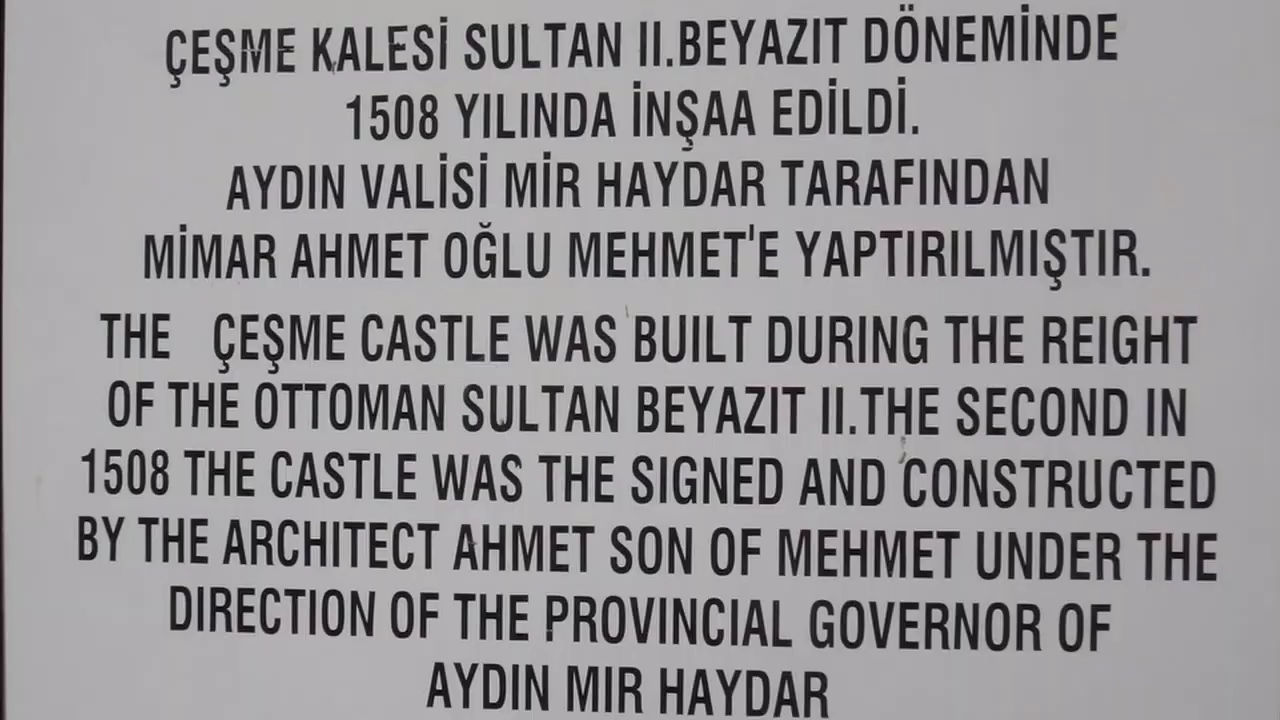 ÇEŞME KALESİ SULTAN II.BEYAZIT DÖNEMİNDE
1508 YILINDA İNŞAA EDİLDİ.
AYDIN VALİSİ MİR HAYDAR TARAFINDAN
MİMAR AHMET OĞLU MEHMET'E YAPTIRILMIŞTIR.
THE ÇEŞME CASTLE WAS BUILT DURING THE REIGHT
OF THE OTTOMAN SULTAN BEYAZIT II.THE SECOND IN
1508 THE CASTLE WAS THE SIGNED AND CONSTRUCTED
BY THE ARCHITECT AHMET SON OF MEHMET UNDER THE
DIRECTION OF THE PROVINCIAL GOVERNOR OF
AYDIN MIR HAYDAR